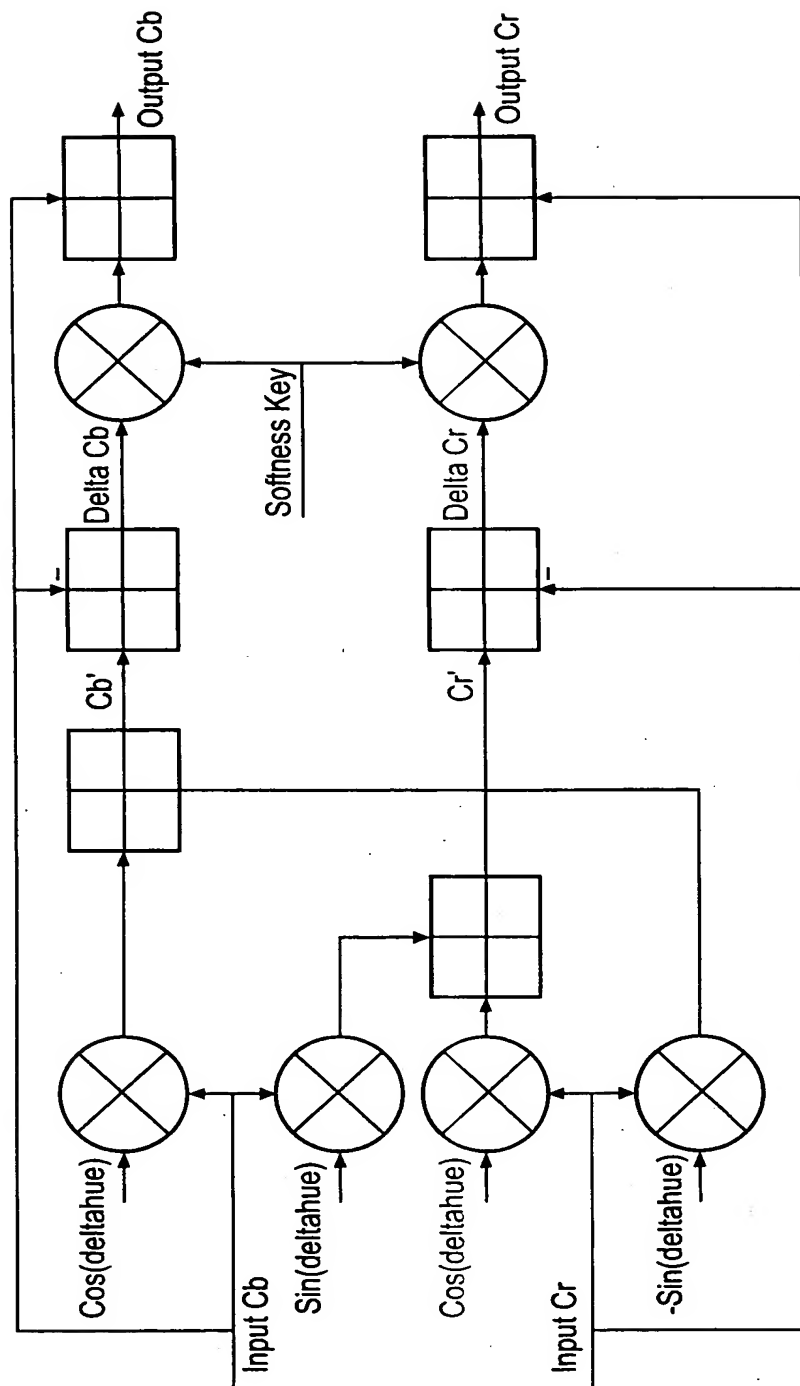 Cos(deltahue)
Input Cb
Sin(deltahue)
Cos(deltahue)
Input Cr
-Sin(deltahue)
Cb'
-
Delta Cb
Cr'
-
Delta Cr
Softness Key
Output Cb
Output Cr